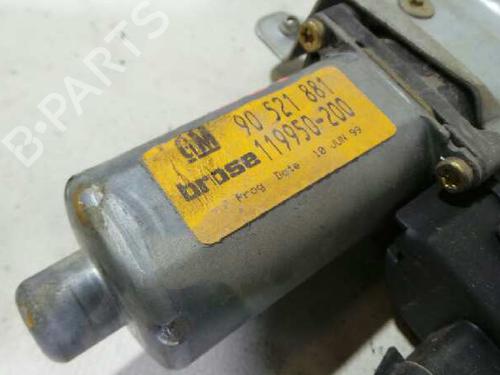 GM 90 521 881
brose 119950-200
Prog Date 10 JUN 99
B-PARTS